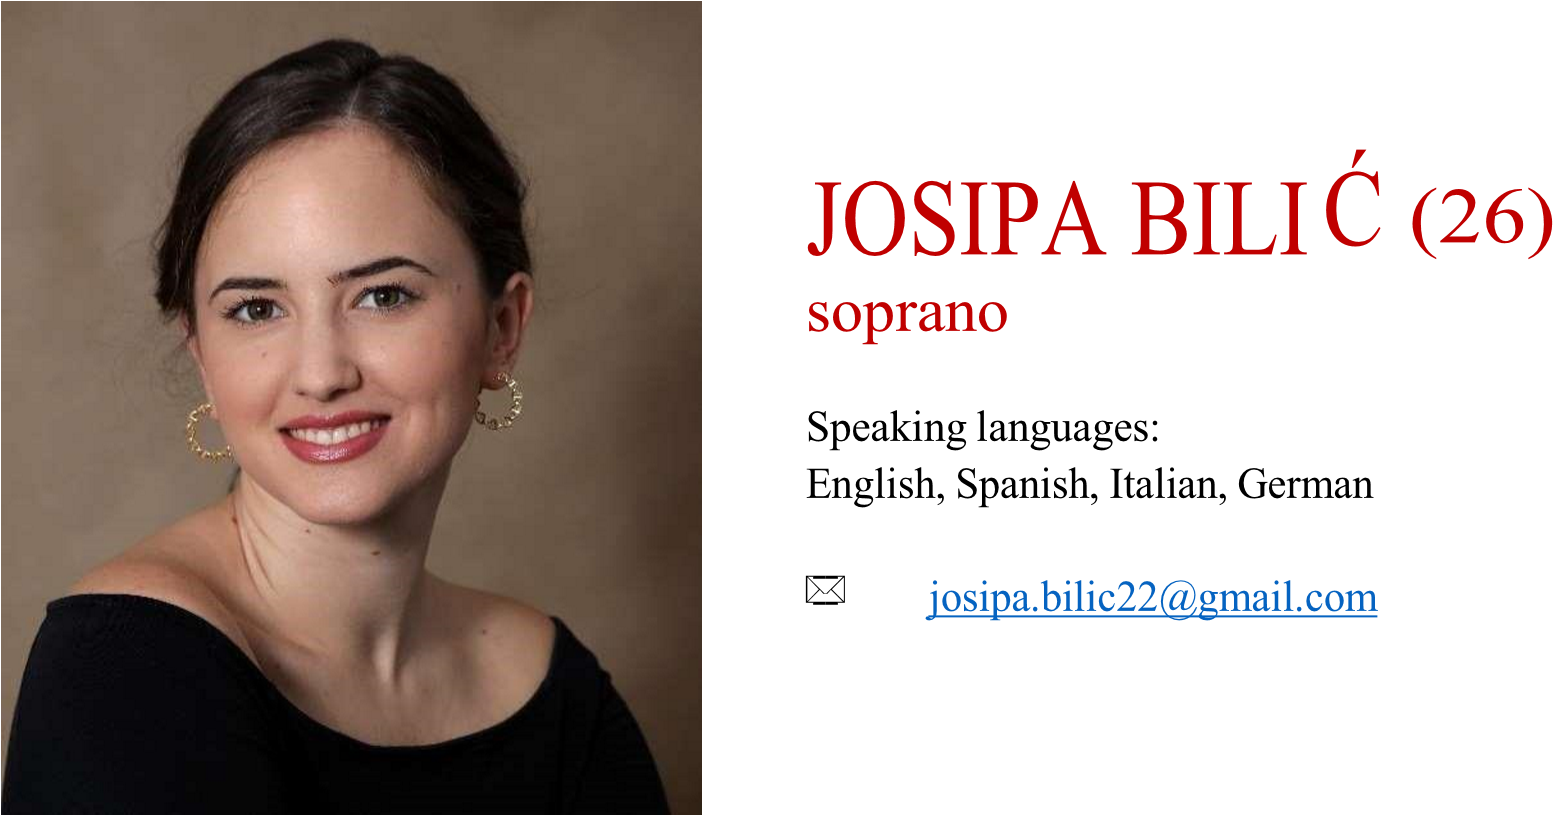 JOSIPA BILIĆ (26)
soprano
Speaking languages:
English, Spanish, Italian, German
josipa.bilic22@gmail.com